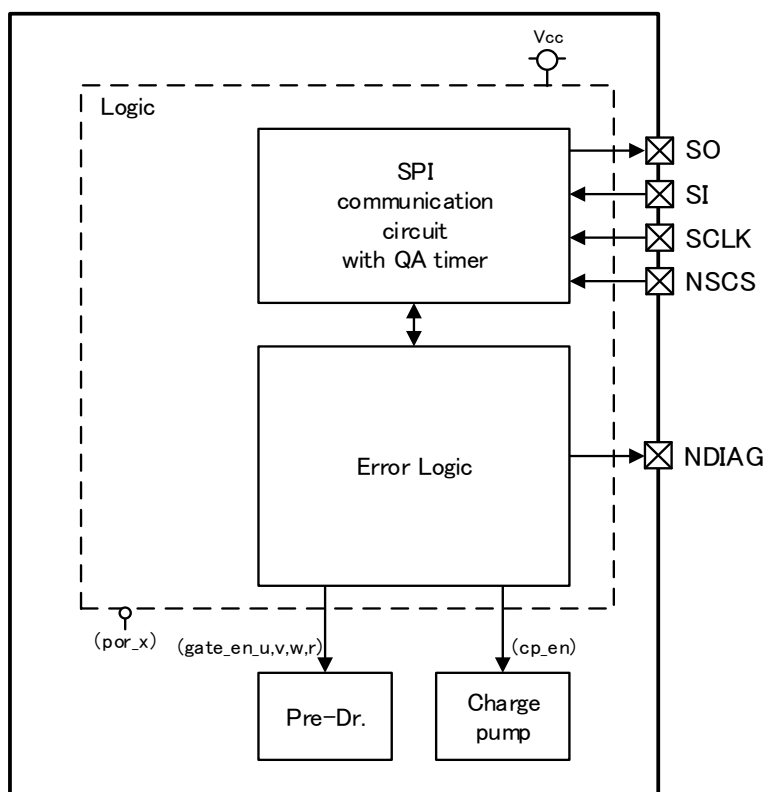 Vcc
Logic
SPI
communication
circuit
with QA timer
SO
SI
SCLK
NSCS
Error Logic
NDIAG
(por_x)
(gate_en_u,v,w,r)
(cp_en)
Pre-Dr.
Charge
pump